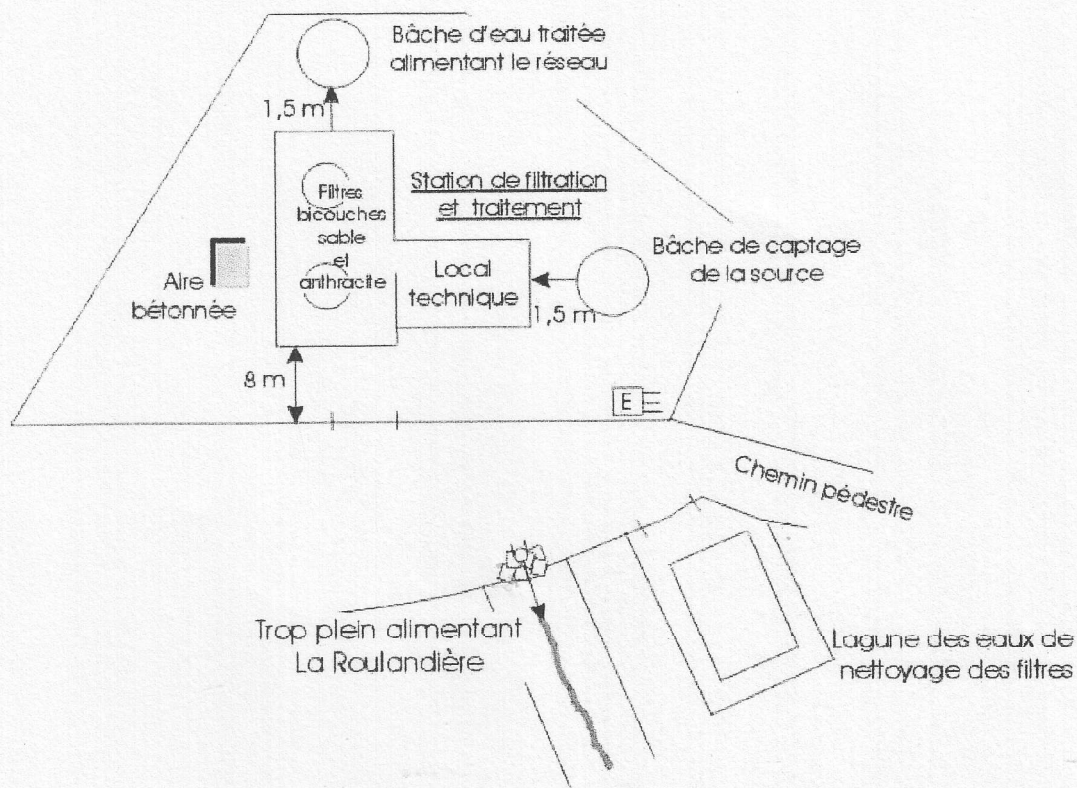 Bâche d'eau traitée
alimentant le réseau
1,5 m
Filtres
bicouches
sable
et
anthracite
Station de filtration
et traitement
Aire
bétonnée
Local
technique
Bâche de captage
de la source
1,5 m
8 m
E
Chemin pédestre
Trop plein alimentant
La Roulandière
Lagune des eaux de
nettoyage des filtres